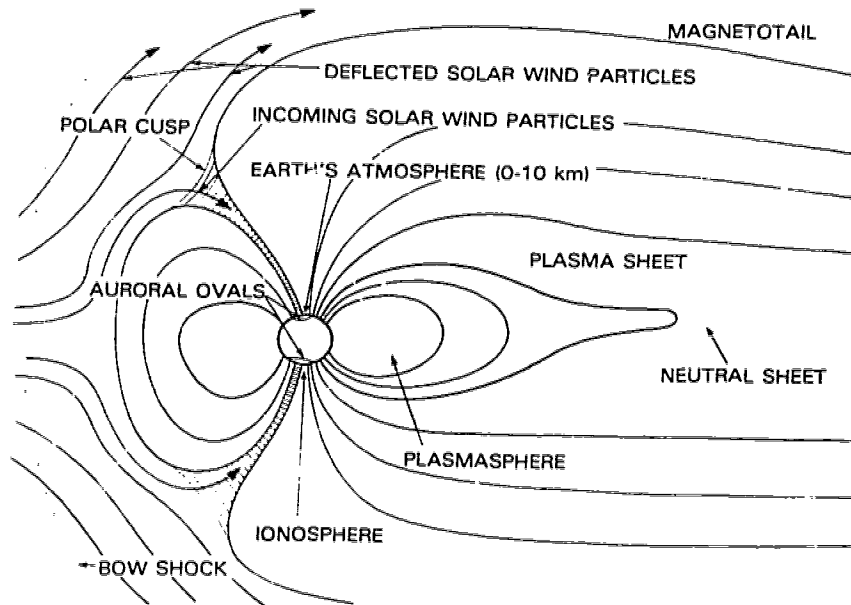 MAGNETOTAIL
DEFLECTED SOLAR WIND PARTICLES
POLAR CUSP
INCOMING SOLAR WIND PARTICLES
EARTH'S ATMOSPHERE (0-10 km)
PLASMA SHEET
AURORAL OVALS
NEUTRAL SHEET
PLASMASPHERE
IONOSPHERE
BOW SHOCK